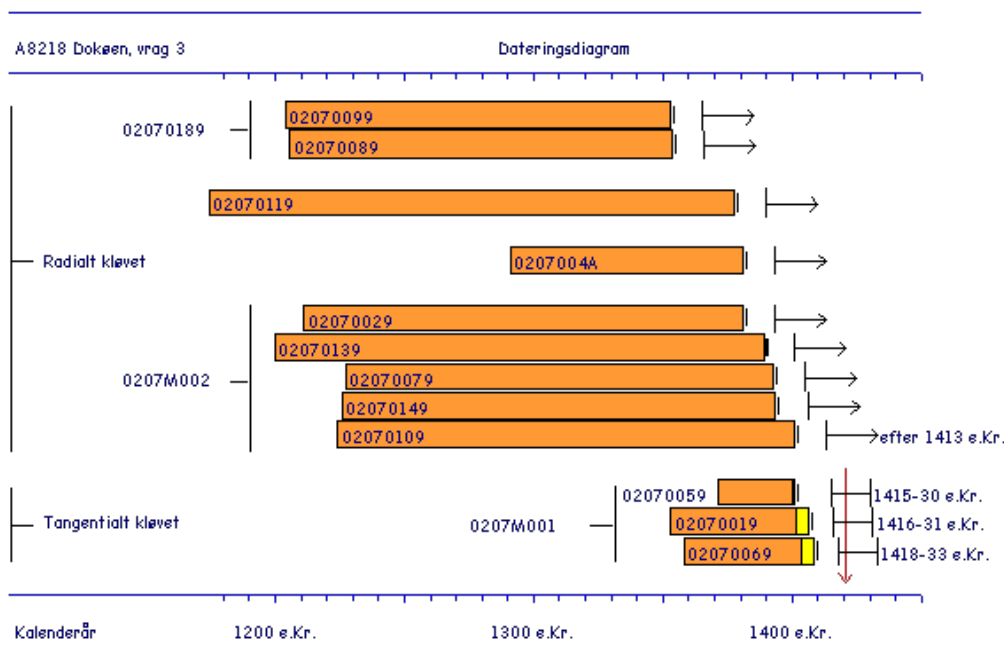 A8218 Dokøen, vrag 3 Dateringsdiagram
02070099
02070189
02070089
02070119
Radialt kløvet
0207004A
02070029
02070139
0207M002
02070079
02070149
02070109 efter 1413 e.Kr.
02070059 1415-30 e.Kr.
Tangentialt kløvet 0207M001
02070019 1416-31 e.Kr.
02070069 1418-33 e.Kr.
Kalenderår 1200 e.Kr. 1300 e.Kr. 1400 e.Kr.